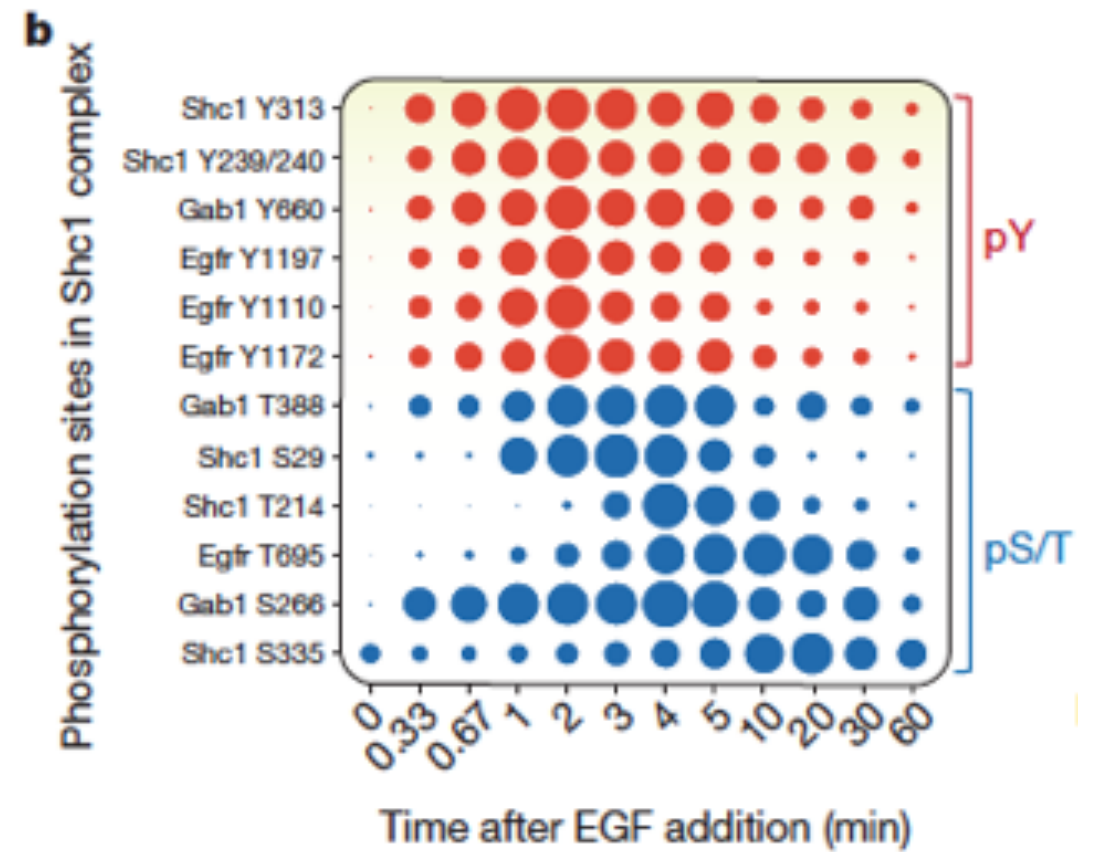 b
Phosphorylation sites in Shc1 complex
Shc1 Y313
Shc1 Y239/240
Gab1 Y660
Egfr Y1197
Egfr Y1110
Egfr Y1172
Gab1 T388
Shc1 S29
Shc1 T214
Egfr T695
Gab1 S266
Shc1 S335
pY
pS/T
0 0.33 0.67 1 2 3 4 5 10 20 30 60
Time after EGF addition (min)